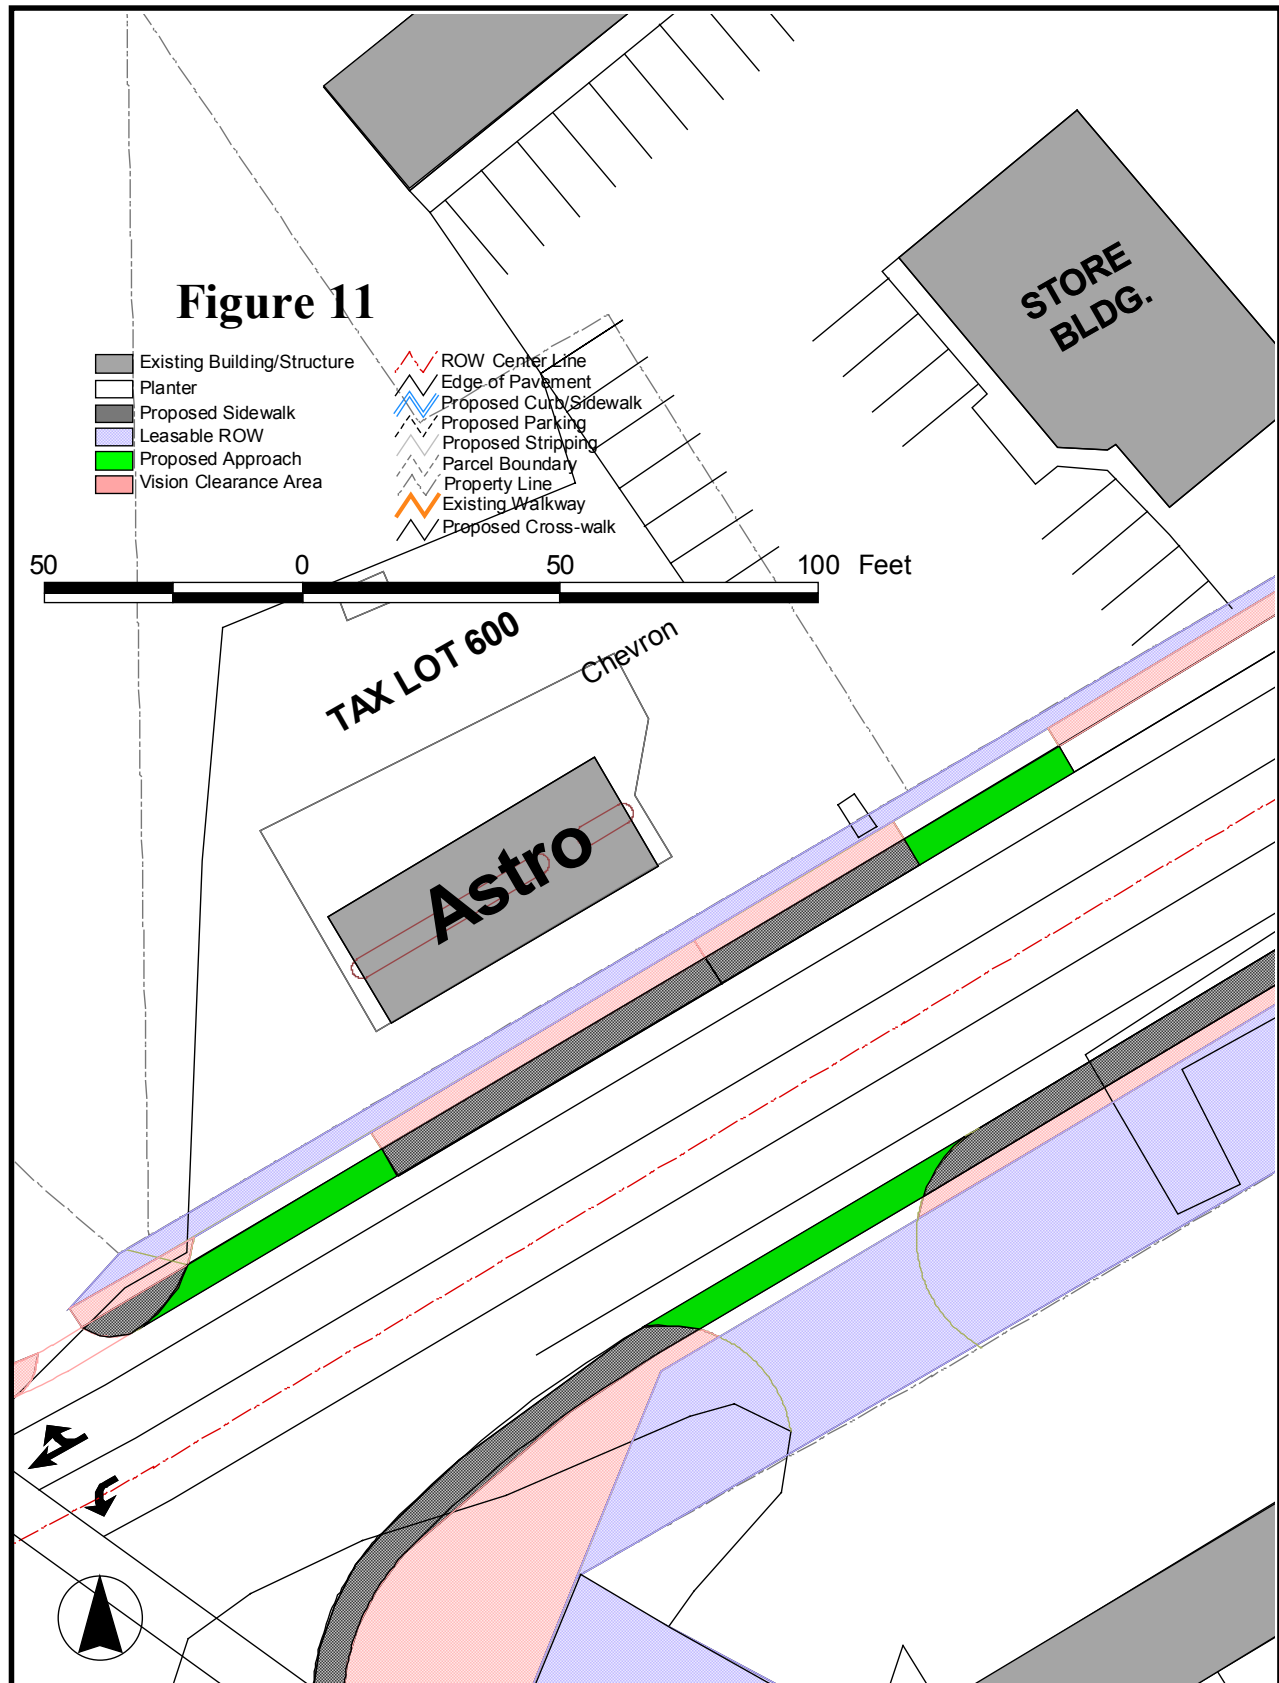 STORE
BLDG.
Figure 11
Existing Building/Structure
Planter
Proposed Sidewalk
Leasable ROW
Proposed Approach
Vision Clearance Area
ROW Center Line
Edge of Pavement
Proposed Curb/Sidewalk
Proposed Parking
Proposed Stripping
Parcel Boundary
Property Line
Existing Walkway
Proposed Cross-walk
50 0 50 100 Feet
TAX LOT 600
Chevron
Astro